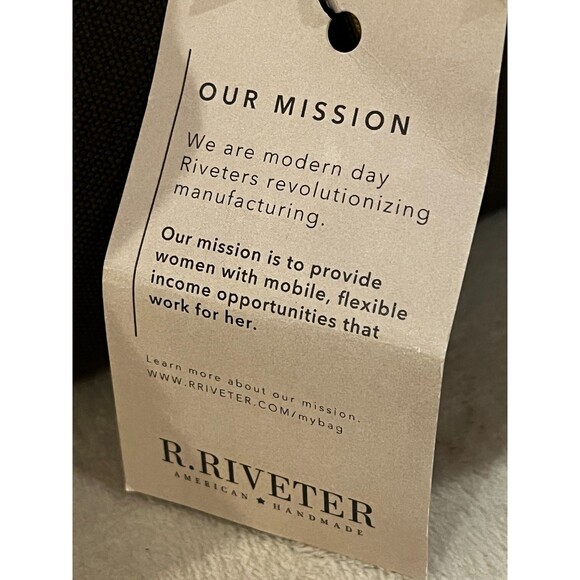 OUR MISSION
We are modern day
Riveters revolutionizing
manufacturing.
Our mission is to provide
women with mobile, flexible
income opportunities that
work for her.
Learn more about our mission.
WWW.RRIVETER.COM/mybag
R.RIVETER
AMERICAN ★ HANDMADE